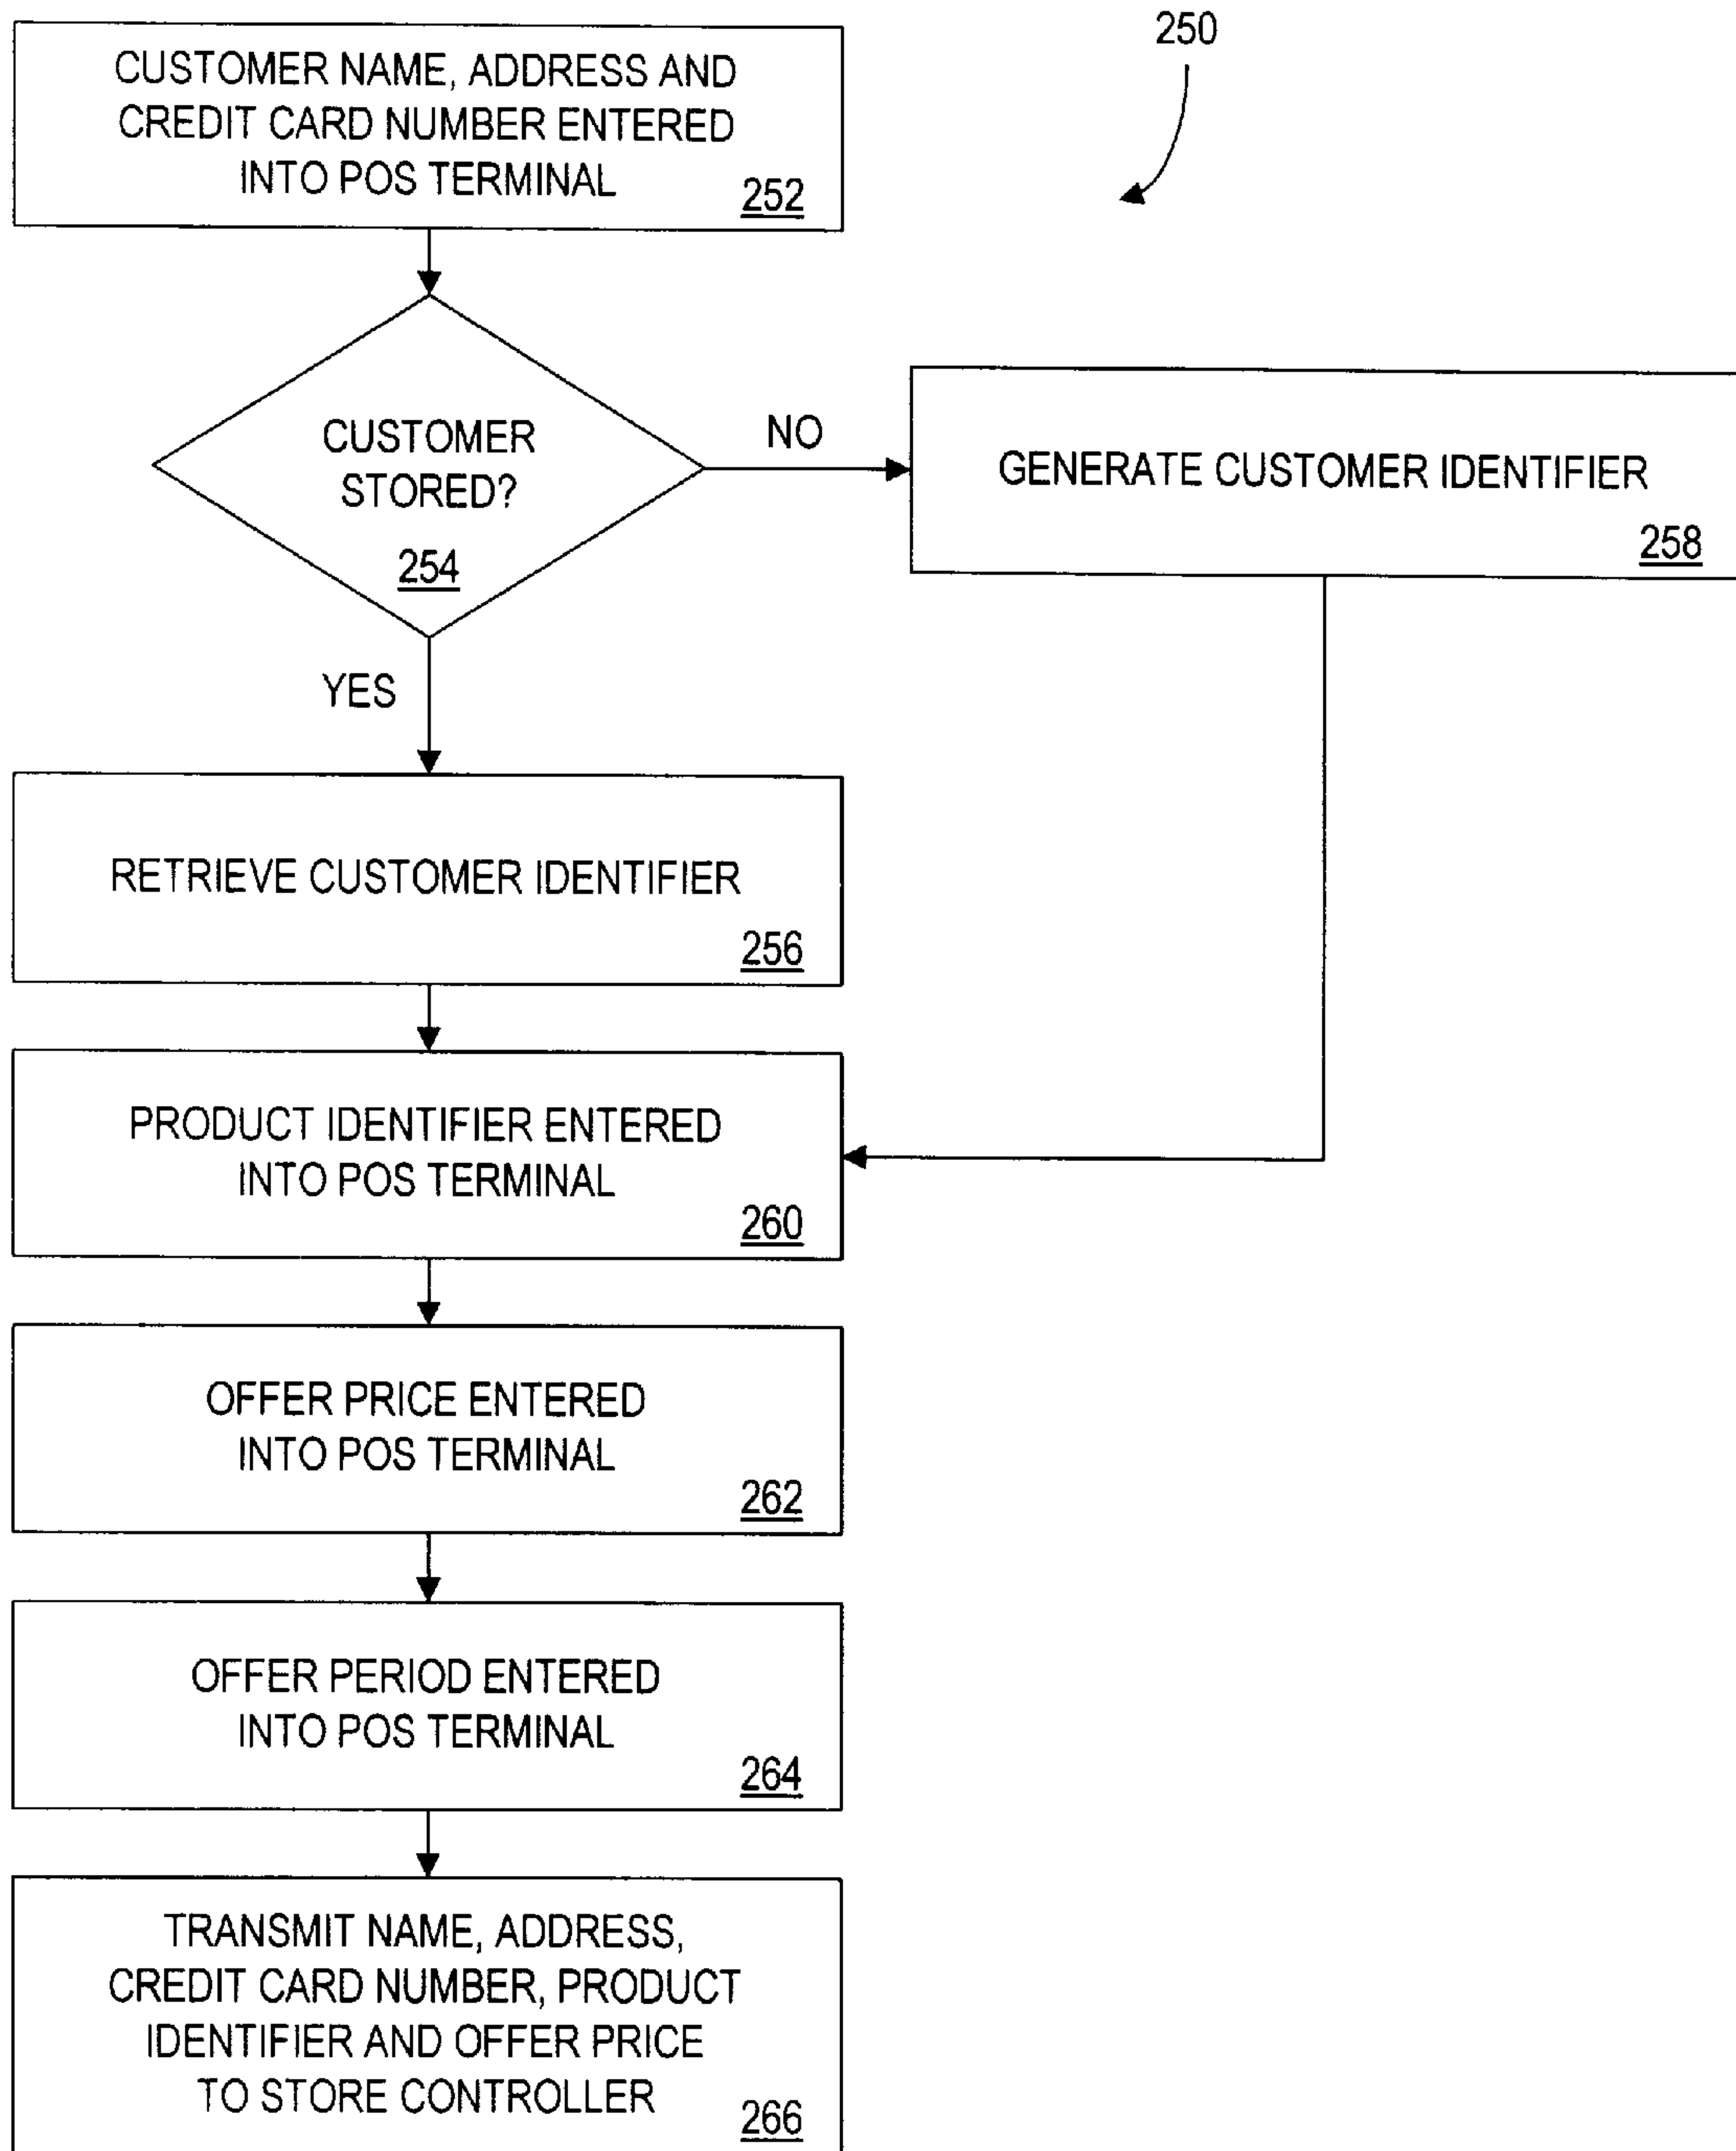 250
CUSTOMER NAME, ADDRESS AND
CREDIT CARD NUMBER ENTERED
INTO POS TERMINAL
252
CUSTOMER
STORED?
254
NO
GENERATE CUSTOMER IDENTIFIER
258
YES
RETRIEVE CUSTOMER IDENTIFIER
256
PRODUCT IDENTIFIER ENTERED
INTO POS TERMINAL
260
OFFER PRICE ENTERED
INTO POS TERMINAL
262
OFFER PERIOD ENTERED
INTO POS TERMINAL
264
TRANSMIT NAME, ADDRESS,
CREDIT CARD NUMBER, PRODUCT
IDENTIFIER AND OFFER PRICE
TO STORE CONTROLLER
266